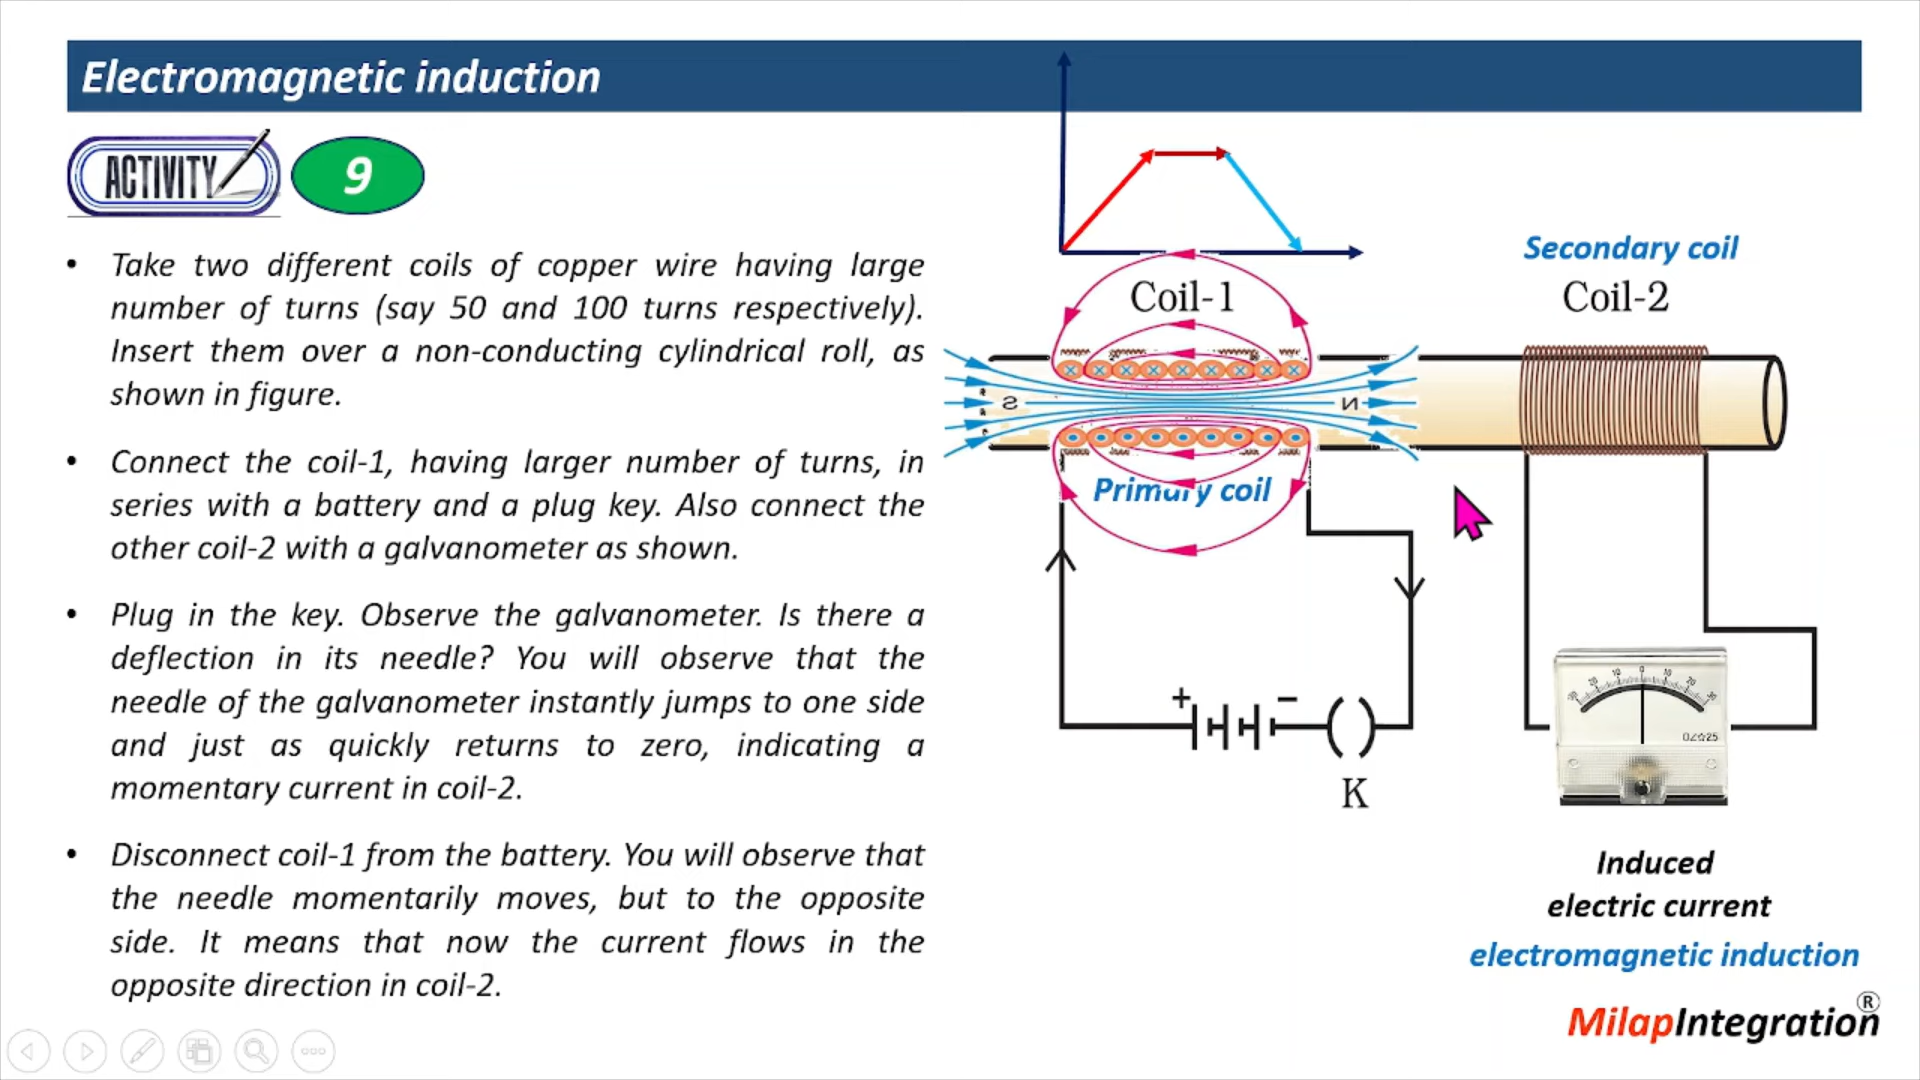 Electromagnetic induction
ACTIVITY 9
• Take two different coils of copper wire having large
number of turns (say 50 and 100 turns respectively).
Insert them over a non-conducting cylindrical roll, as
shown in figure.
• Connect the coil-1, having larger number of turns, in
series with a battery and a plug key. Also connect the
other coil-2 with a galvanometer as shown.
• Plug in the key. Observe the galvanometer. Is there a
deflection in its needle? You will observe that the
needle of the galvanometer instantly jumps to one side
and just as quickly returns to zero, indicating a
momentary current in coil-2.
• Disconnect coil-1 from the battery. You will observe that
the needle momentarily moves, but to the opposite
side. It means that now the current flows in the
opposite direction in coil-2.
Secondary coil
Coil-1
Coil-2
S
N
Primary coil
+ −
K
30 20 10 0 10 20 30
Induced
electric current
electromagnetic induction
MilapIntegration®